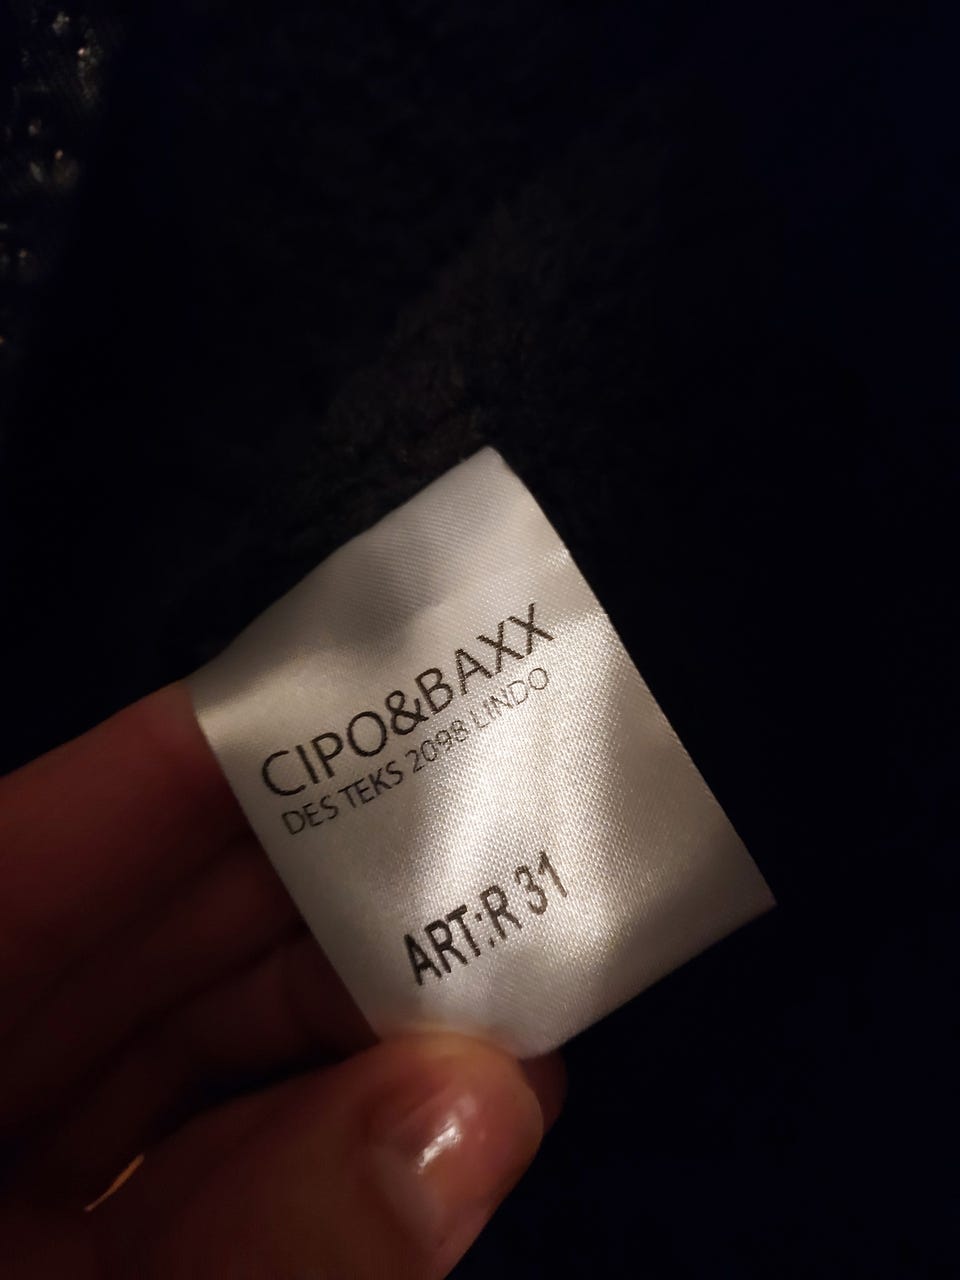 CIPO&BAXX
DES TEKS 2098 LINDO
ART:R 31